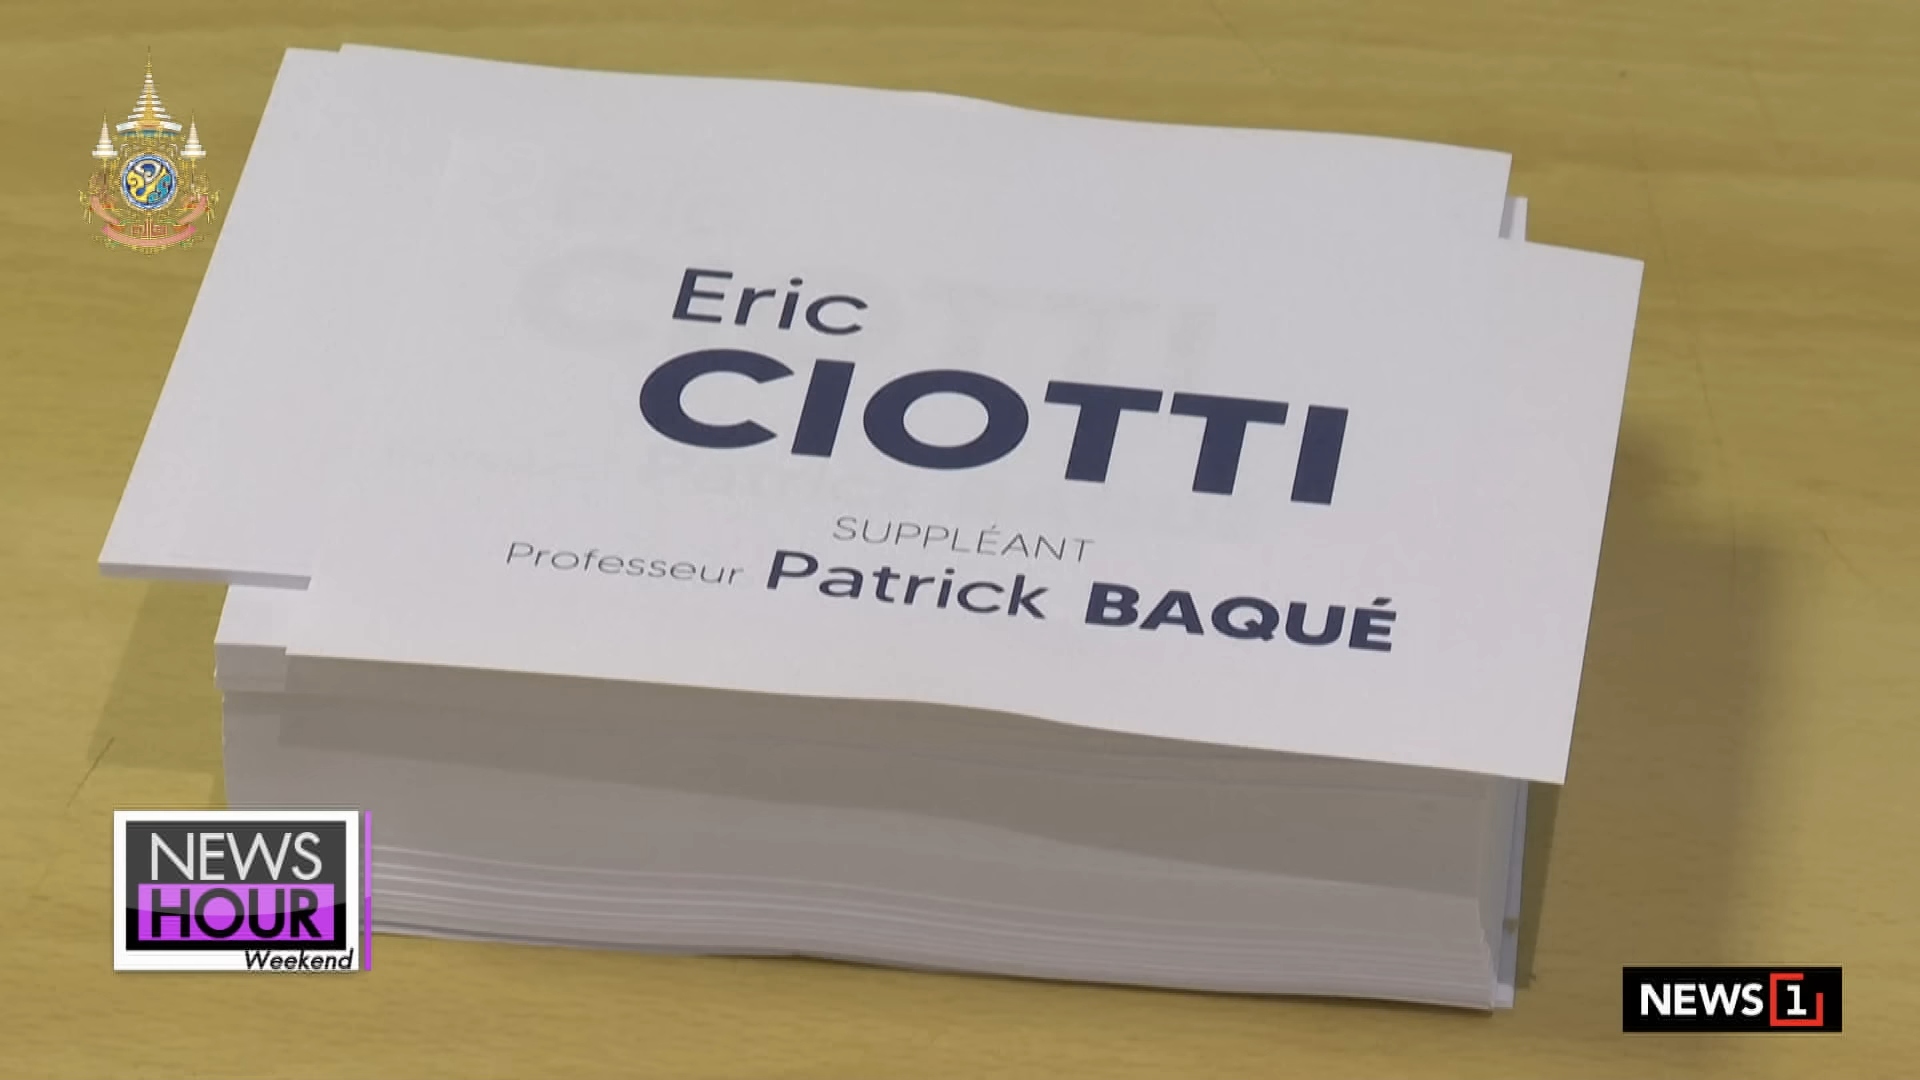 Eric
CIOTTI
SUPPLÉANT
Professeur Patrick BAQUÉ
NEWS
HOUR
Weekend
NEWS 1